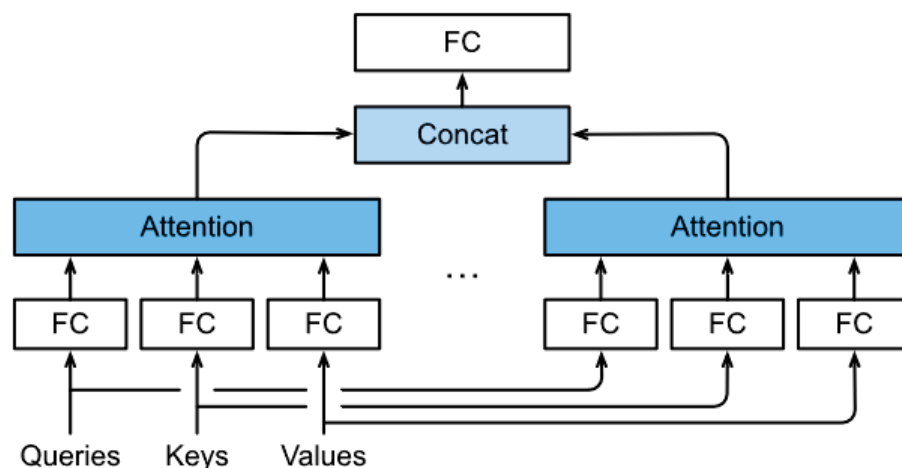 FC
Concat
Attention
Attention
...
FC FC FC FC FC FC
Queries Keys Values